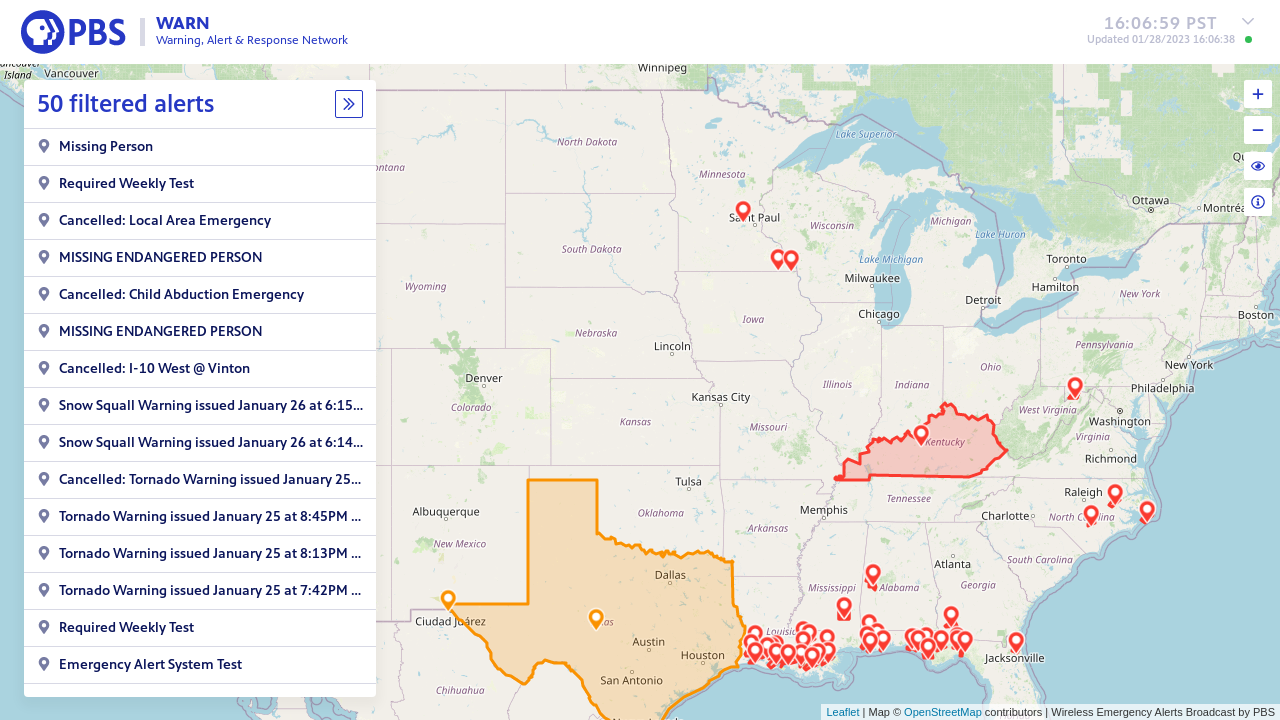 PBS
WARN
Warning, Alert & Response Network
16:06:59 PST
Updated 01/28/2023 16:06:38
50 filtered alerts
Missing Person
Required Weekly Test
Cancelled: Local Area Emergency
MISSING ENDANGERED PERSON
Cancelled: Child Abduction Emergency
MISSING ENDANGERED PERSON
Cancelled: I-10 West @ Vinton
Snow Squall Warning issued January 26 at 6:15...
Snow Squall Warning issued January 26 at 6:14...
Cancelled: Tornado Warning issued January 25...
Tornado Warning issued January 25 at 8:45PM ...
Tornado Warning issued January 25 at 8:13PM ...
Tornado Warning issued January 25 at 7:42PM ...
Required Weekly Test
Emergency Alert System Test
Island
Vancouver
Winnipeg
North Dakota
Minnesota
Lake Superior
Ottawa
Saint Paul
Wisconsin
Michigan
Lake Huron
South Dakota
Lake Michigan
Toronto
Wyoming
Milwaukee
Hamilton
Detroit
New York
Chicago
Boston
Iowa
Nebraska
Lincoln
Pennsylvania
New York
Ohio
Denver
Illinois
Indiana
Philadelphia
Colorado
Kansas City
West Virginia
Washington
Kansas
Missouri
Kentucky
Virginia
Richmond
Tulsa
Raleigh
Tennessee
Albuquerque
Oklahoma
Memphis
Charlotte
North Carolina
New Mexico
Arkansas
South Carolina
Atlanta
Dallas
Mississippi
Alabama
Georgia
Ciudad Juárez
Austin
Houston
Jacksonville
San Antonio
Chihuahua
Leaflet | Map © OpenStreetMap contributors | Wireless Emergency Alerts Broadcast by PBS